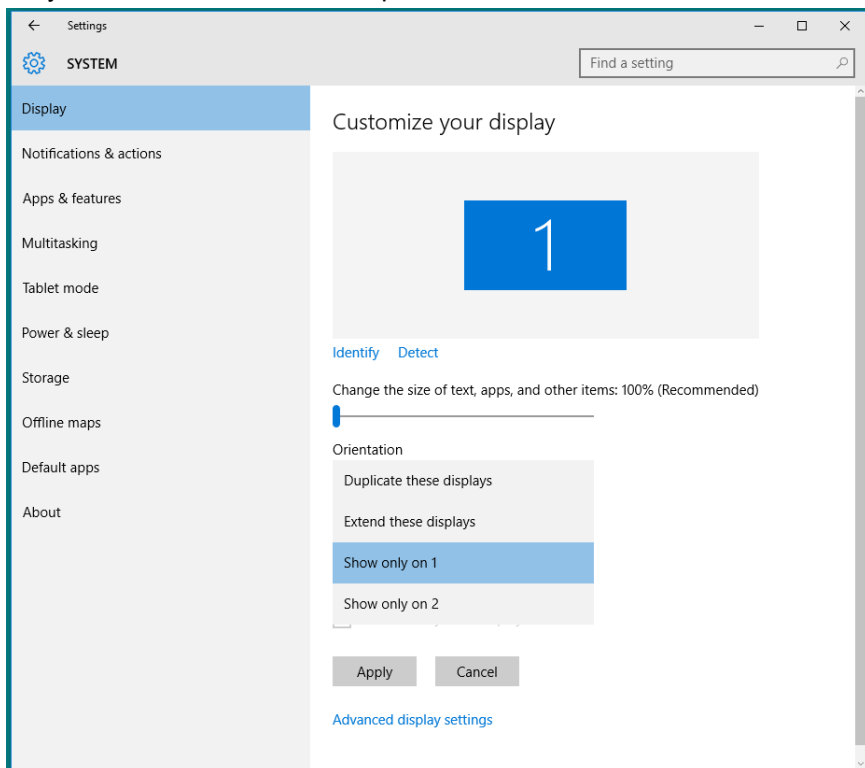 Settings
SYSTEM
Find a setting
Display
Notifications & actions
Apps & features
Multitasking
Tablet mode
Power & sleep
Storage
Offline maps
Default apps
About
Customize your display
1
Identify Detect
Change the size of text, apps, and other items: 100% (Recommended)
Orientation
Duplicate these displays
Extend these displays
Show only on 1
Show only on 2
Apply Cancel
Advanced display settings